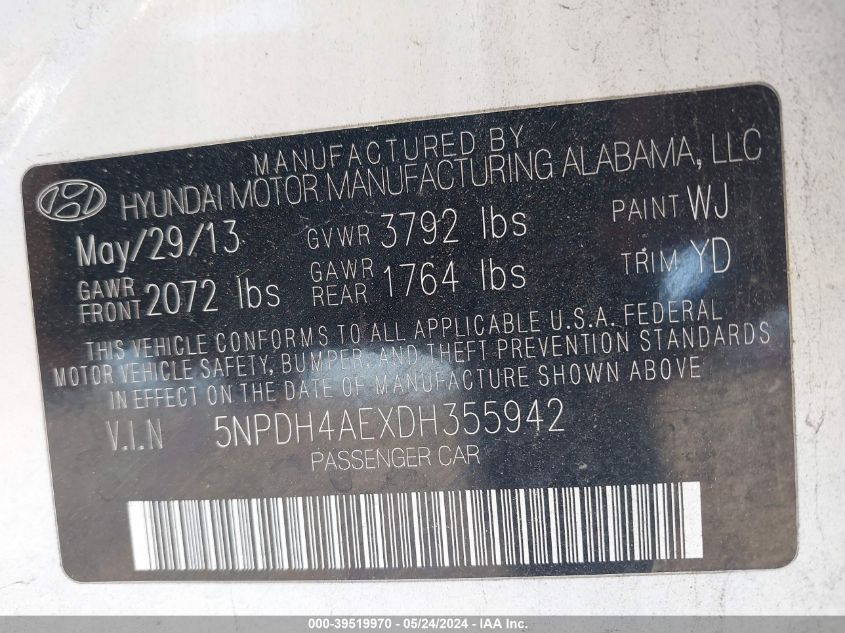 MANUFACTURED BY
HYUNDAI MOTOR MANUFACTURING ALABAMA, LLC
May/29/13 GVWR 3792 lbs PAINT WJ
GAWR FRONT 2072 lbs GAWR REAR 1764 lbs TRIM YD
THIS VEHICLE CONFORMS TO ALL APPLICABLE U.S.A. FEDERAL
MOTOR VEHICLE SAFETY, BUMPER, AND THEFT PREVENTION STANDARDS
IN EFFECT ON THE DATE OF MANUFACTURE SHOWN ABOVE
V.I.N 5NPDH4AEXDH355942
PASSENGER CAR
000-39519970 - 05/24/2024 - IAA Inc.